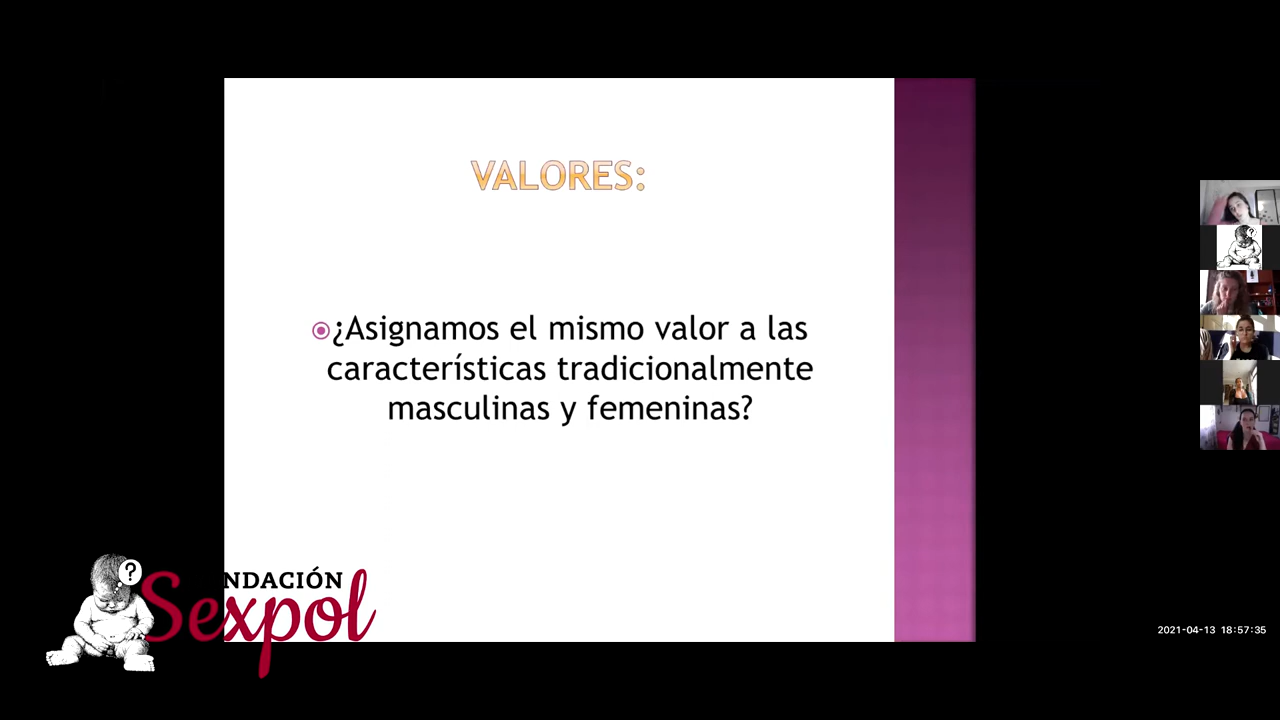 VALORES:
¿Asignamos el mismo valor a las
características tradicionalmente
masculinas y femeninas?
?
NDACIÓN
Sexpol
2021-04-13 18:57:35